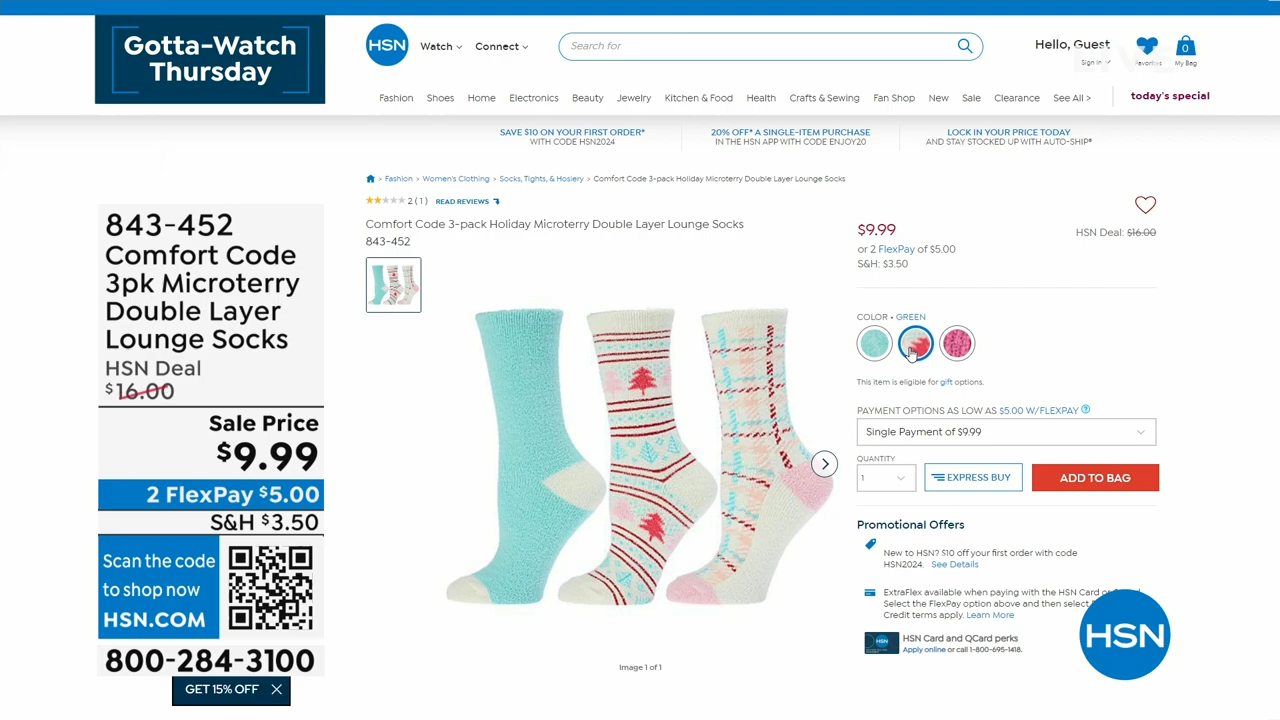 Gotta-Watch
Thursday
HSN
Watch
Connect
Search for
Hello, Guest
Sign In
Favorites
0
My Bag
Fashion
Shoes
Home
Electronics
Beauty
Jewelry
Kitchen & Food
Health
Crafts & Sewing
Fan Shop
New
Sale
Clearance
See All >
today's special
SAVE $10 ON YOUR FIRST ORDER*
WITH CODE HSN2024
20% OFF* A SINGLE-ITEM PURCHASE
IN THE HSN APP WITH CODE ENJOY20
LOCK IN YOUR PRICE TODAY
AND STAY STOCKED UP WITH AUTO-SHIP*
> Fashion > Women's Clothing > Socks, Tights, & Hosiery > Comfort Code 3-pack Holiday Microterry Double Layer Lounge Socks
2 ( 1 ) READ REVIEWS
Comfort Code 3-pack Holiday Microterry Double Layer Lounge Socks
843-452
843-452
Comfort Code
3pk Microterry
Double Layer
Lounge Socks
HSN Deal
$16.00
Sale Price
$9.99
2 FlexPay $5.00
S&H $3.50
Scan the code
to shop now
HSN.COM
800-284-3100
GET 15% OFF
Image 1 of 1
$9.99
HSN Deal: $16.00
or 2 FlexPay of $5.00
S&H: $3.50
COLOR • GREEN
This item is eligible for gift options.
PAYMENT OPTIONS AS LOW AS $5.00 W/FLEXPAY ?
Single Payment of $9.99
QUANTITY
1
EXPRESS BUY
ADD TO BAG
Promotional Offers
New to HSN? $10 off your first order with code
HSN2024. See Details
ExtraFlex available when paying with the HSN Card or
Select the FlexPay option above and then select
Credit terms apply. Learn More
HSN
HSN Card and QCard perks
Apply online or call 1-800-695-1418.
HSN